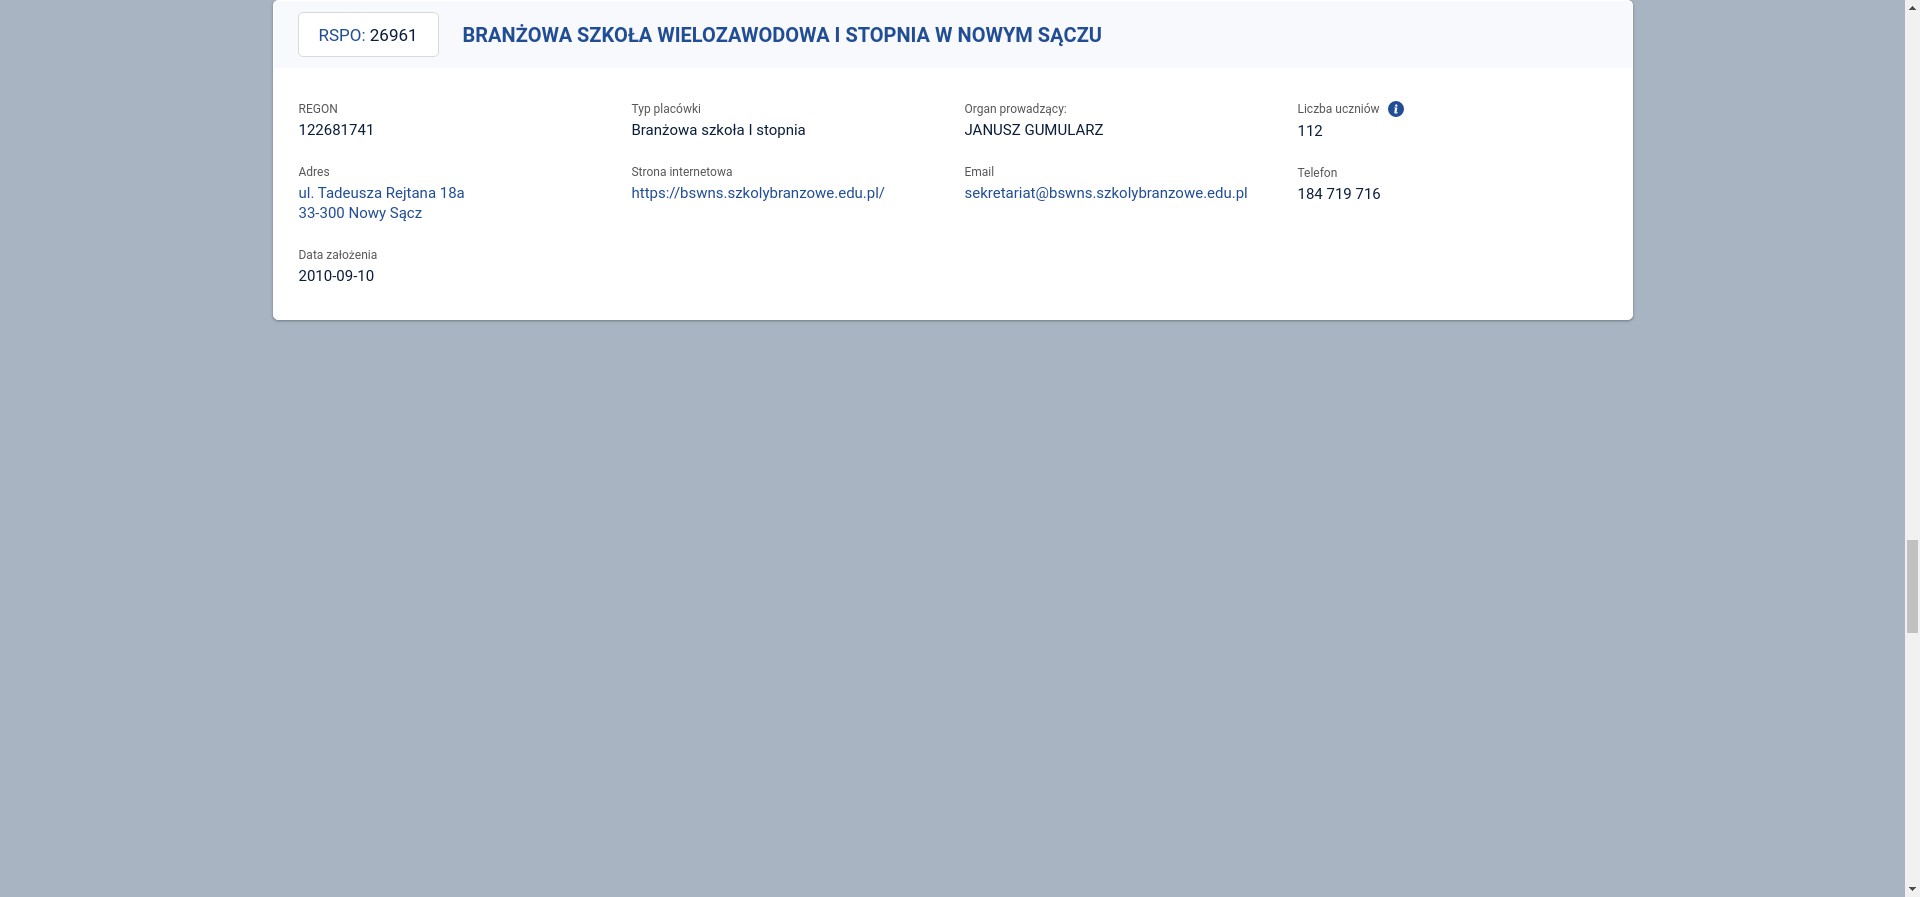 RSPO: 26961
BRANŻOWA SZKOŁA WIELOZAWODOWA I STOPNIA W NOWYM SĄCZU
REGON
122681741
Typ placówki
Branżowa szkoła I stopnia
Organ prowadzący:
JANUSZ GUMULARZ
Liczba uczniów i
112
Adres
ul. Tadeusza Rejtana 18a
33-300 Nowy Sącz
Strona internetowa
https://bswns.szkolybranzowe.edu.pl/
Email
sekretariat@bswns.szkolybranzowe.edu.pl
Telefon
184 719 716
Data założenia
2010-09-10